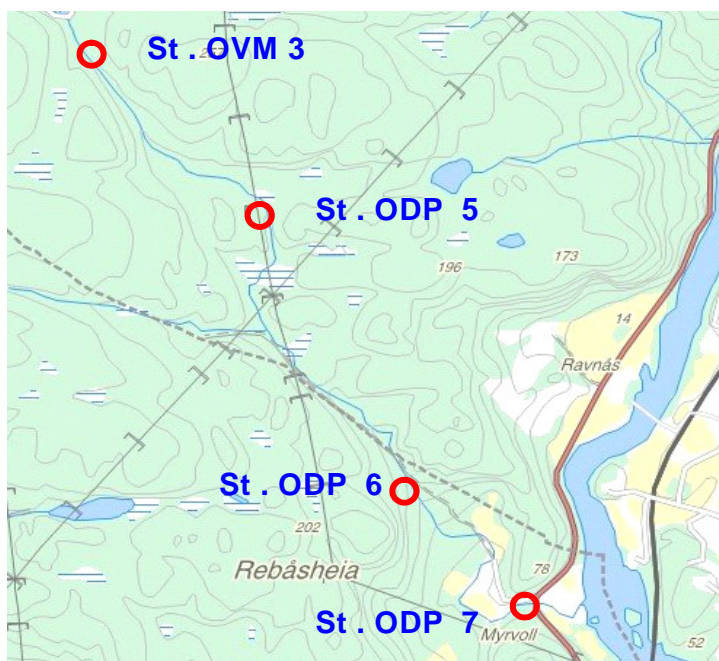 St . OVM 3
St . ODP 5
196
173
14
Ravnås
St . ODP 6
202
Rebåsheia
78
St . ODP 7
Myrvoll
52